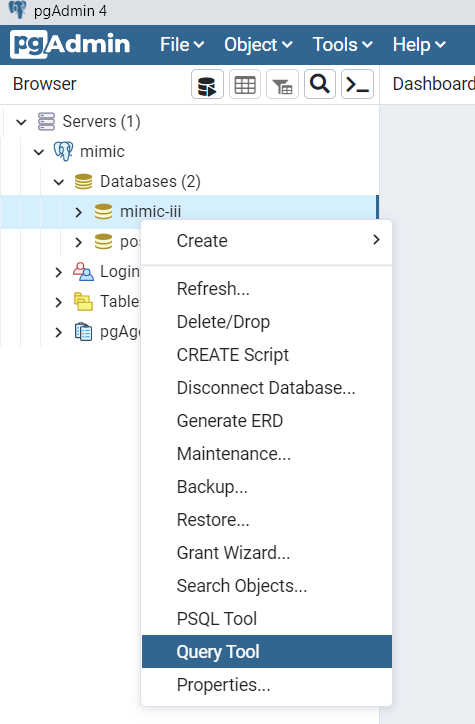 pgAdmin 4
pgAdmin File Object Tools Help
Browser Dashboard
Servers (1)
mimic
Databases (2)
mimic-iii
pos
Login
Table
pgAge
Create
Refresh...
Delete/Drop
CREATE Script
Disconnect Database...
Generate ERD
Maintenance...
Backup...
Restore...
Grant Wizard...
Search Objects...
PSQL Tool
Query Tool
Properties...